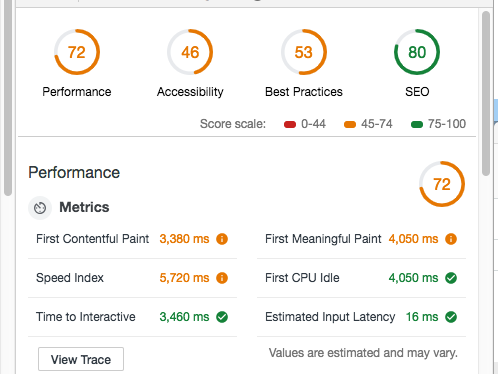 72 46 53 80
Performance Accessibility Best Practices SEO
Score scale: 0-44 45-74 75-100
Performance
72
Metrics
First Contentful Paint 3,380 ms First Meaningful Paint 4,050 ms
Speed Index 5,720 ms First CPU Idle 4,050 ms
Time to Interactive 3,460 ms Estimated Input Latency 16 ms
View Trace Values are estimated and may vary.